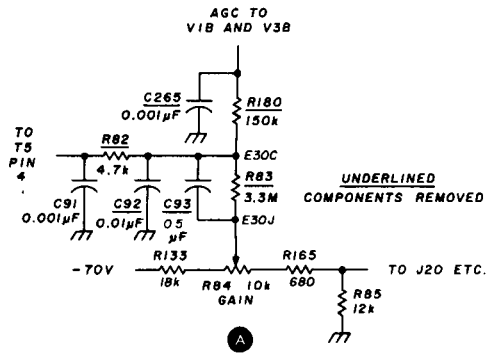 AGC TO
V1B AND V3B
C265
0.001µF
R180
150k
TO
T5
PIN
4
R82
4.7k
E30C
C91
0.001µF
C92
0.01µF
C93
05
µF
R83
3.3M
E30J
UNDERLINED
COMPONENTS REMOVED
-70V
R133
18k
R84 10k
GAIN
R165
680
TO J20 ETC.
R85
12k
A